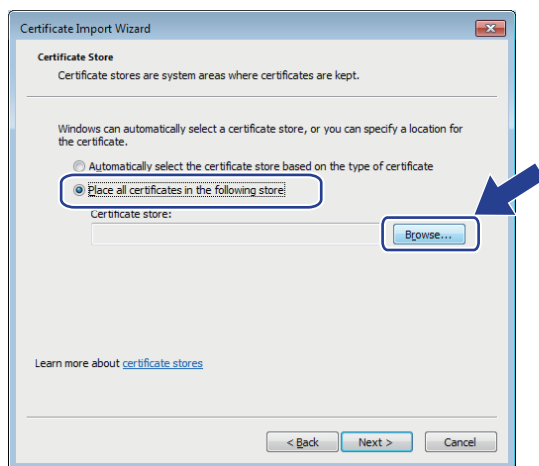 Certificate Import Wizard
Certificate Store
Certificate stores are system areas where certificates are kept.
Windows can automatically select a certificate store, or you can specify a location for
the certificate.
Automatically select the certificate store based on the type of certificate
Place all certificates in the following store
Certificate store:
Browse...
Learn more about certificate stores
< Back Next > Cancel